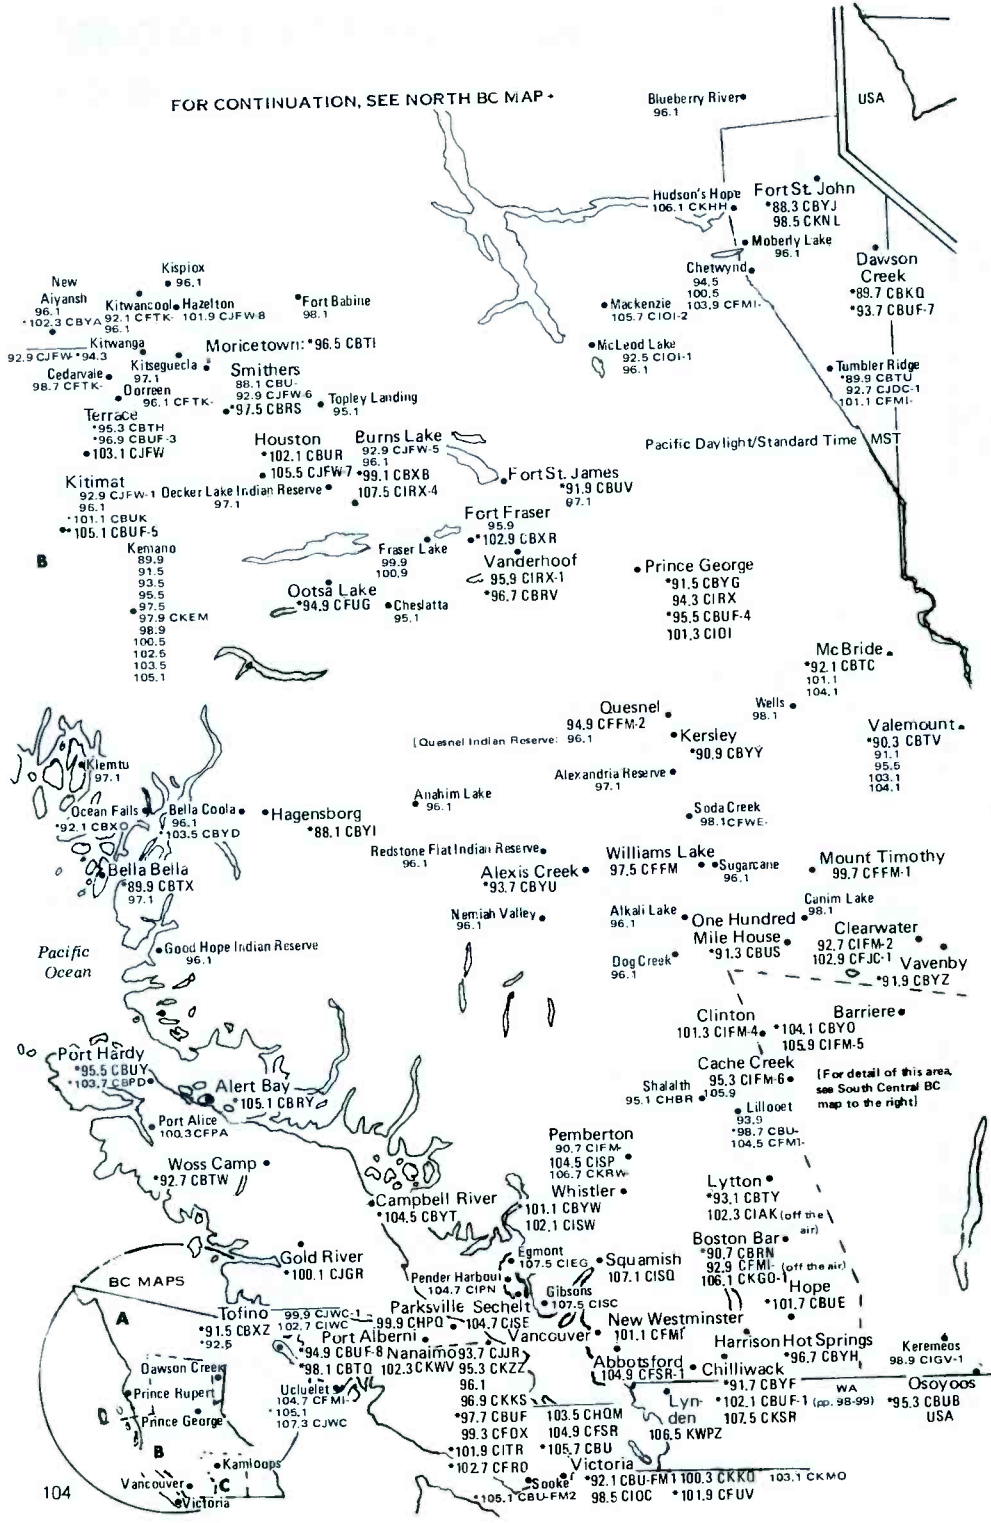 FOR CONTINUATION, SEE NORTH BC MAP
Blueberry River
96.1
USA
Hudson's Hope
106.1 CKHH
Fort St. John
*88.3 CBYJ
98.5 CKNL
Moberly Lake
96.1
Chetwynd
94.5
100.5
103.9 CFMI-
Dawson
Creek
*89.7 CBKQ
*93.7 CBUF-7
New
Aiyansh
96.1
*102.3 CBYA
Kispiox
96.1
Kitwancool
92.1 CFTK-
96.1
Hazelton
101.9 CJFW-8
Fort Babine
98.1
Mackenzie
105.7 CIOI-2
Kitwanga
92.9 CJFW-*94.3
Moricetown: *96.5 CBTI
McLeod Lake
92.5 CIOI-1
96.1
Cedarvale
98.7 CFTK-
Kitseguecla
97.1
Smithers
88.1 CBU-
92.9 CJFW-6
*97.5 CBRS
Tumbler Ridge
*89.9 CBTU
92.7 CJDC-1
101.1 CFMI-
Dorreen
96.1 CFTK-
Topley Landing
95.1
Terrace
*95.3 CBTH
*96.9 CBUF-3
103.1 CJFW
Houston
*102.1 CBUR
105.5 CJFW-7
Burns Lake
92.9 CJFW-5
96.1
*99.1 CBXB
107.5 CIRX-4
Pacific Daylight/Standard Time
MST
Kitimat
92.9 CJFW-1
96.1
*101.1 CBUK
*105.1 CBUF-5
Decker Lake Indian Reserve
97.1
Fort St. James
*91.9 CBUV
97.1
Fort Fraser
95.9
*102.9 CBXR
B
Kemano
89.9
91.5
93.5
95.5
97.5
97.9 CKEM
98.9
100.5
102.5
103.5
105.1
Fraser Lake
99.9
100.9
Vanderhoof
95.9 CIRX-1
*96.7 CBRV
Ootsa Lake
*94.9 CFUG
Cheslatta
95.1
Prince George
*91.5 CBYG
94.3 CIRX
*95.5 CBUF-4
101.3 CIOI
McBride
*92.1 CBTC
101.1
104.1
Wells
98.1
Quesnel
94.9 CFFM-2
[Quesnel Indian Reserve: 96.1
Kersley
*90.9 CBYY
Valemount
*90.3 CBTV
91.1
95.5
103.1
104.1
Klemtu
97.1
Alexandria Reserve
97.1
Anahim Lake
96.1
Ocean Falls
*92.1 CBXO
Bella Coola
96.1
*103.5 CBYD
Hagensborg
*88.1 CBYI
Soda Creek
98.1 CFWE-
Redstone Flat Indian Reserve
96.1
Williams Lake
97.5 CFFM
Sugarcane
96.1
Mount Timothy
99.7 CFFM-1
Bella Bella
*89.9 CBTX
97.1
Alexis Creek
*93.7 CBYU
Nemiah Valley
96.1
Alkali Lake
96.1
Canim Lake
98.1
One Hundred
Mile House
*91.3 CBUS
Clearwater
92.7 CIFM-2
102.9 CFJC-1
Vavenby
*91.9 CBYZ
Pacific
Ocean
Good Hope Indian Reserve
96.1
Dog Creek
96.1
Clinton
101.3 CIFM-4
Barriere
*104.1 CBYO
105.9 CIFM-5
Port Hardy
*95.5 CBUY
*103.7 CBPD
Cache Creek
95.3 CIFM-6
105.9
[For detail of this area,
see South Central BC
map to the right]
Alert Bay
*105.1 CBRY
Shalalth
95.1 CHBR
Lillooet
93.9
*98.7 CBU-
104.5 CFMI-
Port Alice
100.3 CFPA
Pemberton
90.7 CIFM-
104.5 CISP
106.7 CKRW-
Woss Camp
*92.7 CBTW
Whistler
*101.1 CBYW
102.1 CISW
Lytton
*93.1 CBTY
102.3 CIAK (off the
air)
Campbell River
*104.5 CBYT
Boston Bar
*90.7 CBRN
92.9 CFMI- (off the air)
106.1 CKGO-1
Gold River
*100.1 CJGR
Egmont
107.5 CIEG
Squamish
107.1 CISQ
Pender Harbour
104.7 CIPN
Gibsons
107.5 CISC
Hope
*101.7 CBUE
BC MAPS
A
Tofino
*91.5 CBXZ
*92.5
99.9 CJWC-1
102.7 CIWC
Parksville
99.9 CHPQ
Sechelt
104.7 CISE
New Westminster
101.1 CFMI
Port Alberni
*94.9 CBUF-8
*98.1 CBTQ
Nanaimo
102.3 CKWV
Vancouver
93.7 CJJR
95.3 CKZZ
96.1
96.9 CKKS
*97.7 CBUF
99.3 CFOX
*101.9 CITR
*102.7 CFRO
103.5 CHQM
104.9 CFSR
*105.7 CBU
Harrison Hot Springs
*96.7 CBYH
Keremeos
98.9 CIGV-1
Abbotsford
104.9 CFSR-1
Chilliwack
*91.7 CBYF
*102.1 CBUF-1
107.5 CKSR
WA
(pp. 98-99)
Osoyoos
*95.3 CBUB
USA
Dawson Creek
Prince Rupert
D
Prince George
B
Ucluelet
104.7 CFMI-
*105.1
107.3 CJWC
Lyn-
den
106.5 KWPZ
Kamloops
C
Vancouver
Victoria
Victoria
*92.1 CBU-FM1 100.3 CKKQ 103.1 CKMO
98.5 CIOC *101.9 CFUV
Sooke
*105.1 CBU-FM2
104